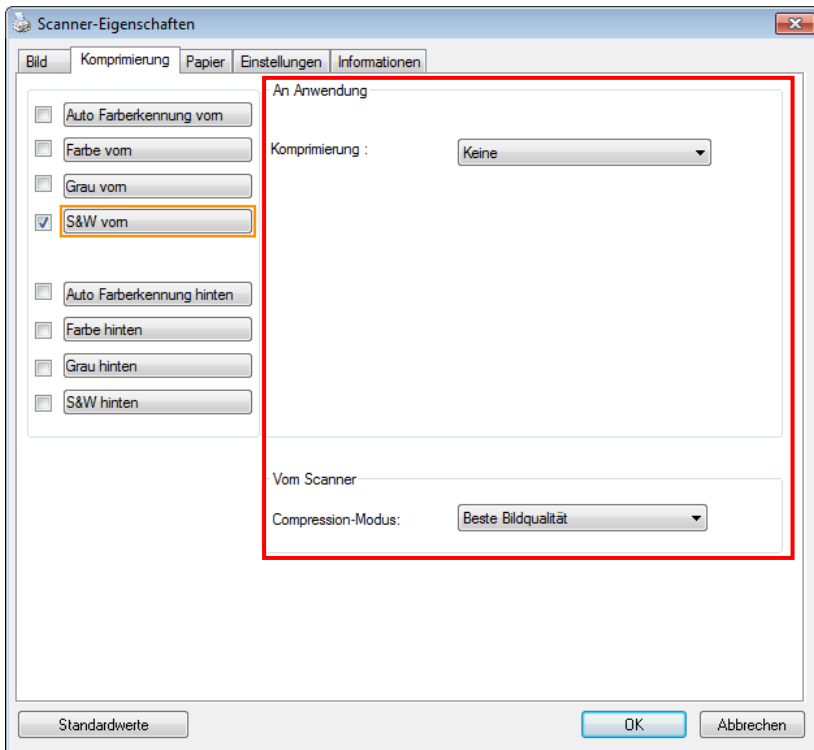 Scanner-Eigenschaften
Bild Komprimierung Papier Einstellungen Informationen
An Anwendung
Auto Farberkennung vorn
Farbe vorn
Komprimierung : Keine
Grau vorn
S&W vorn
Auto Farberkennung hinten
Farbe hinten
Grau hinten
S&W hinten
Vom Scanner
Compression-Modus: Beste Bildqualität
Standardwerte OK Abbrechen